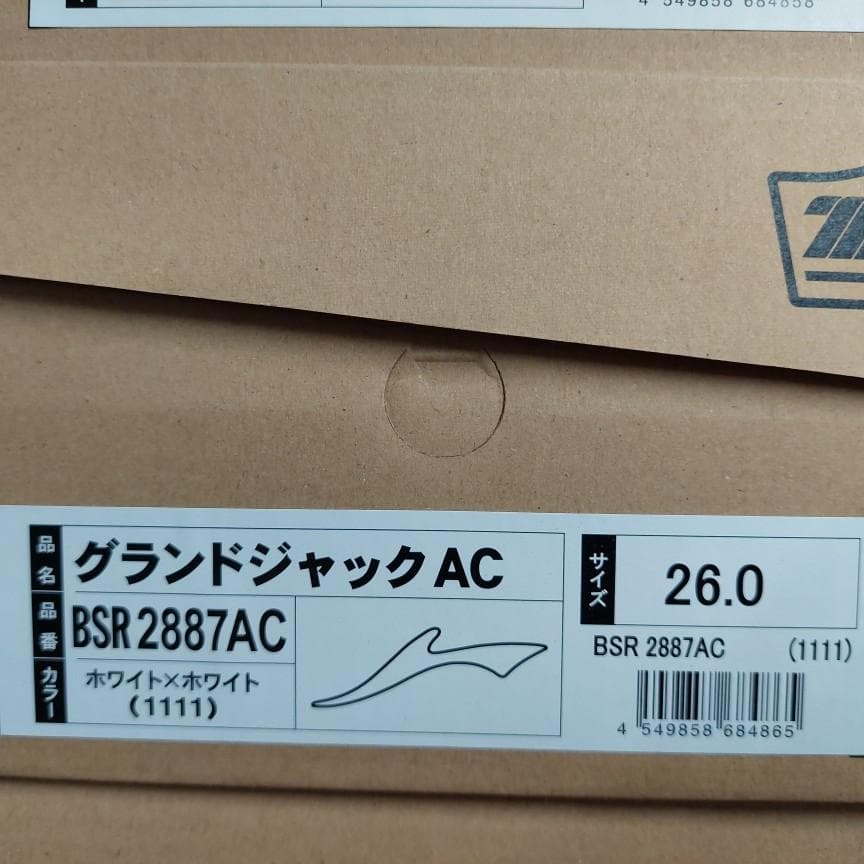 4 549858 684858
品名
グランドジャックAC
品番
BSR 2887AC
カラー
ホワイト×ホワイト
(1111)
サイズ
26.0
BSR 2887AC (1111)
4 549858 684865